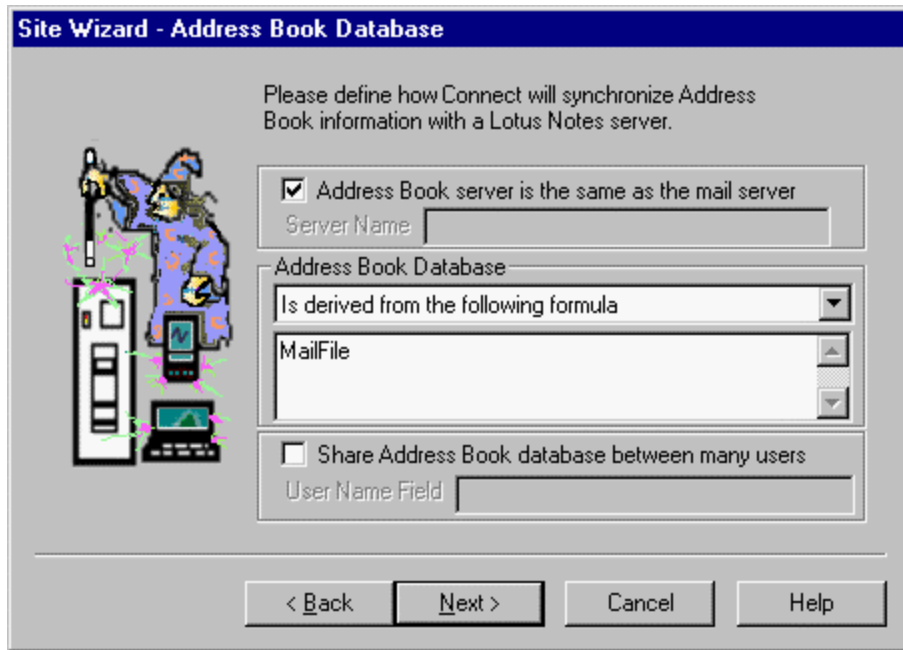 Site Wizard - Address Book Database
Please define how Connect will synchronize Address
Book information with a Lotus Notes server.
Address Book server is the same as the mail server
Server Name
Address Book Database
Is derived from the following formula
MailFile
Share Address Book database between many users
User Name Field
< Back
Next >
Cancel
Help